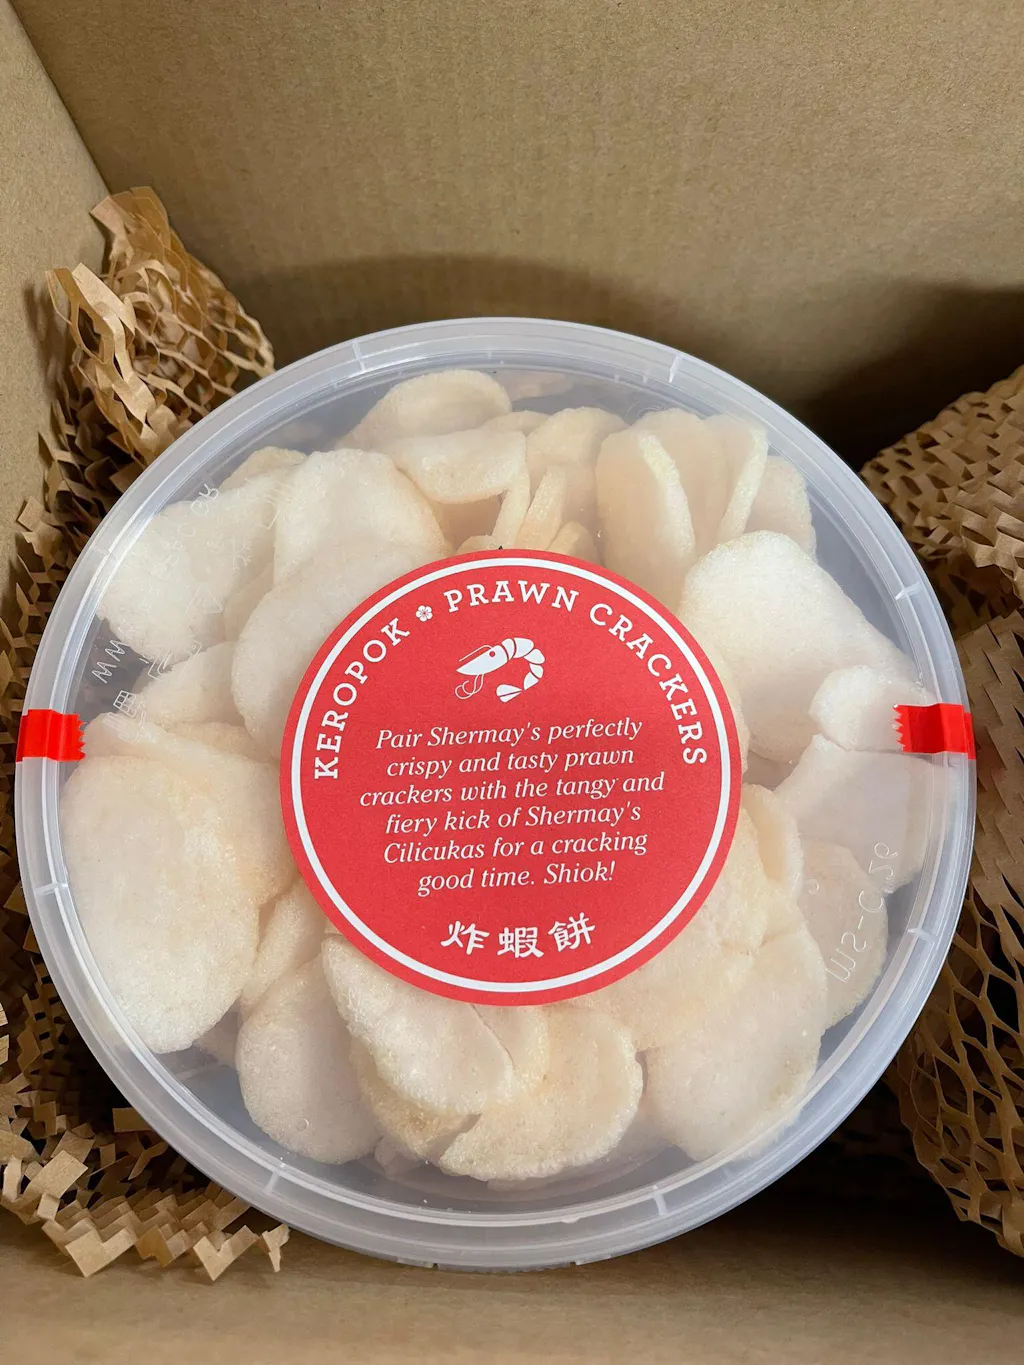 KEROPOK PRAWN CRACKERS
Pair Shermay's perfectly
crispy and tasty prawn
crackers with the tangy and
fiery kick of Shermay's
Cilicukas for a cracking
good time. Shiok!
炸蝦餅